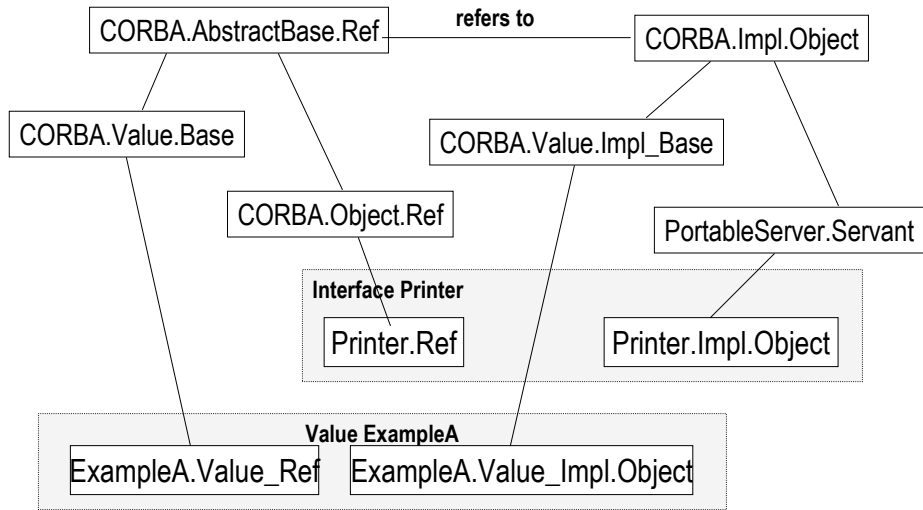 refers to
CORBA.AbstractBase.Ref
CORBA.Impl.Object
CORBA.Value.Base
CORBA.Value.Impl_Base
CORBA.Object.Ref
PortableServer.Servant
Interface Printer
Printer.Ref
Printer.Impl.Object
Value ExampleA
ExampleA.Value_Ref
ExampleA.Value_Impl.Object